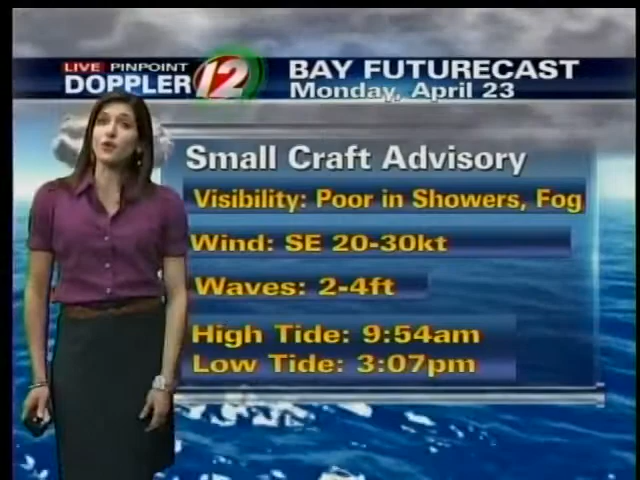 LIVE PINPOINT
DOPPLER 12
BAY FUTURECAST
Monday, April 23
Small Craft Advisory
Visibility: Poor in Showers, Fog
Wind: SE 20-30kt
Waves: 2-4ft
High Tide: 9:54am
Low Tide: 3:07pm